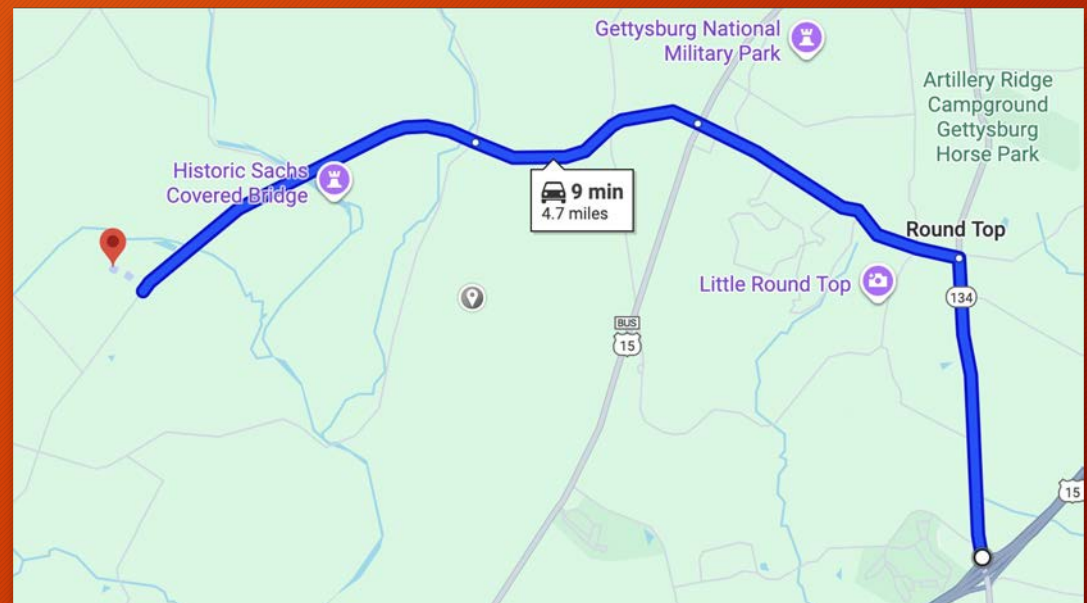 Gettysburg National
Military Park
Artillery Ridge
Campground
Gettysburg
Horse Park
Historic Sachs
Covered Bridge
9 min
4.7 miles
Round Top
Little Round Top
134
BUS
15
15